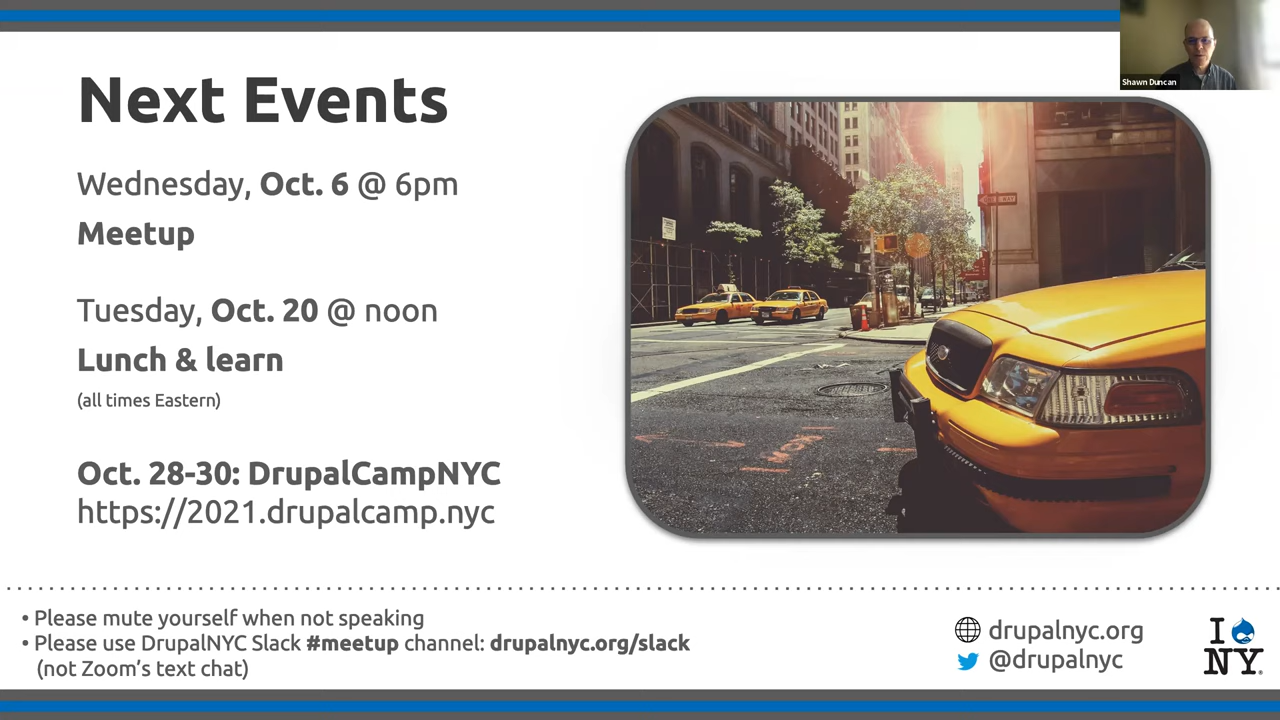 Next Events
Wednesday, Oct. 6 @ 6pm
Meetup
Tuesday, Oct. 20 @ noon
Lunch & learn
(all times Eastern)
Oct. 28-30: DrupalCampNYC
https://2021.drupalcamp.nyc
Shawn Duncan
• Please mute yourself when not speaking
• Please use DrupalNYC Slack #meetup channel: drupalnyc.org/slack
(not Zoom's text chat)
drupalnyc.org
@drupalnyc
I
NY